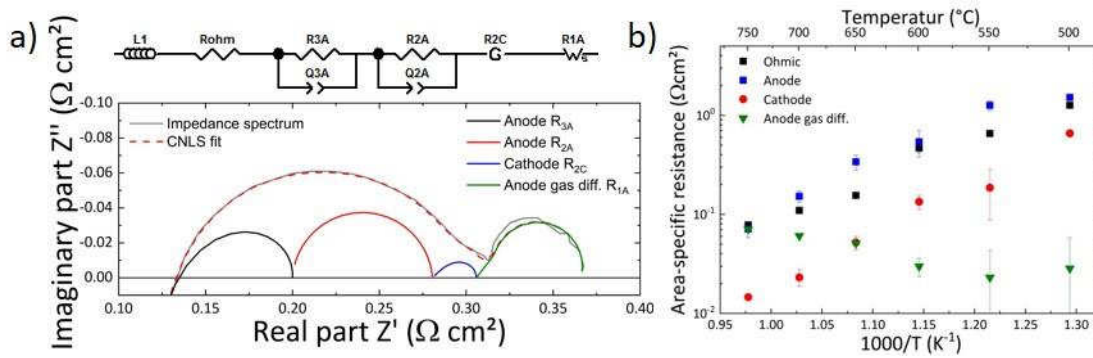 a)
L1 Rohm R3A R2A R2C R1A
G Ws
Q3A Q2A
Imaginary part Z'' (Ω cm²)
-0.10
-0.08
-0.06
-0.04
-0.02
0.00
Impedance spectrum
CNLS fit
Anode R3A
Anode R2A
Cathode R2C
Anode gas diff. R1A
0.10 0.15 0.20 0.25 0.30 0.35 0.40
Real part Z' (Ω cm²)
b)
Temperatur (°C)
750 700 650 600 550 500
Area-specific resistance (Ωcm²)
Ohmic
Anode
Cathode
Anode gas diff.
10⁰
10⁻¹
10⁻²
0.95 1.00 1.05 1.10 1.15 1.20 1.25 1.30
1000/T (K⁻¹)